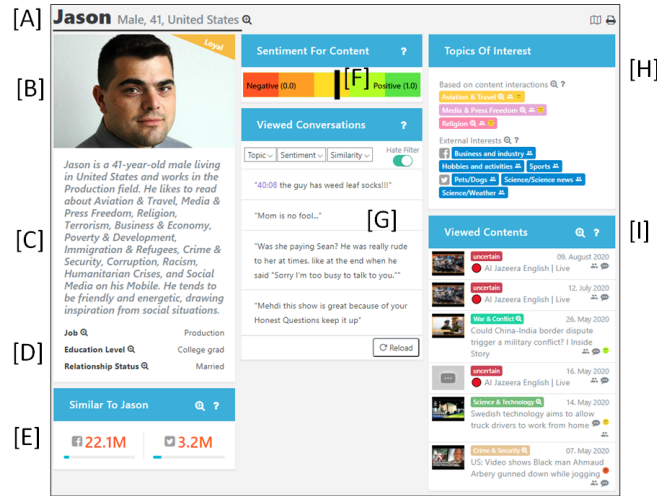 [A] Jason Male, 41, United States
Loyal
[B]
Jason is a 41-year-old male living
in United States and works in the
Production field. He likes to read
about Aviation & Travel, Media &
Press Freedom, Religion,
Terrorism, Business & Economy,
Poverty & Development,
Immigration & Refugees, Crime &
Security, Corruption, Racism,
Humanitarian Crises, and Social
Media on his Mobile. He tends to
be friendly and energetic, drawing
inspiration from social situations.
[C]
Job Production
Education Level College grad
Relationship Status Married
[D]
Similar To Jason ?
[E]
22.1M 3.2M
Sentiment For Content ?
Negative (0.0) [F] Positive (1.0)
Viewed Conversations ?
Hate Filter
Topic Sentiment Similarity
"40:08 the guy has weed leaf socks!!!"
"Mom is no fool..."
[G]
"Was she paying Sean? He was really rude
to her at times. like at the end when he
said "Sorry I'm too busy to talk to you.""
"Mehdi this show is great because of your
Honest Questions keep it up"
Reload
Topics Of Interest
[H]
Based on content interactions ?
Aviation & Travel
Media & Press Freedom
Religion
External Interests ?
Business and industry
Hobbies and activities Sports
Pets/Dogs Science/Science news
Science/Weather
Viewed Contents ?
[I]
uncertain 09. August 2020
Al Jazeera English | Live
uncertain 12. July 2020
Al Jazeera English | Live
War & Conflict 26. May 2020
Could China-India border dispute
trigger a military conflict? I Inside
Story
uncertain 16. May 2020
Al Jazeera English | Live
Science & Technology 14. May 2020
Swedish technology aims to allow
truck drivers to work from home
Crime & Security 07. May 2020
US: Video shows Black man Ahmaud
Arbery gunned down while jogging